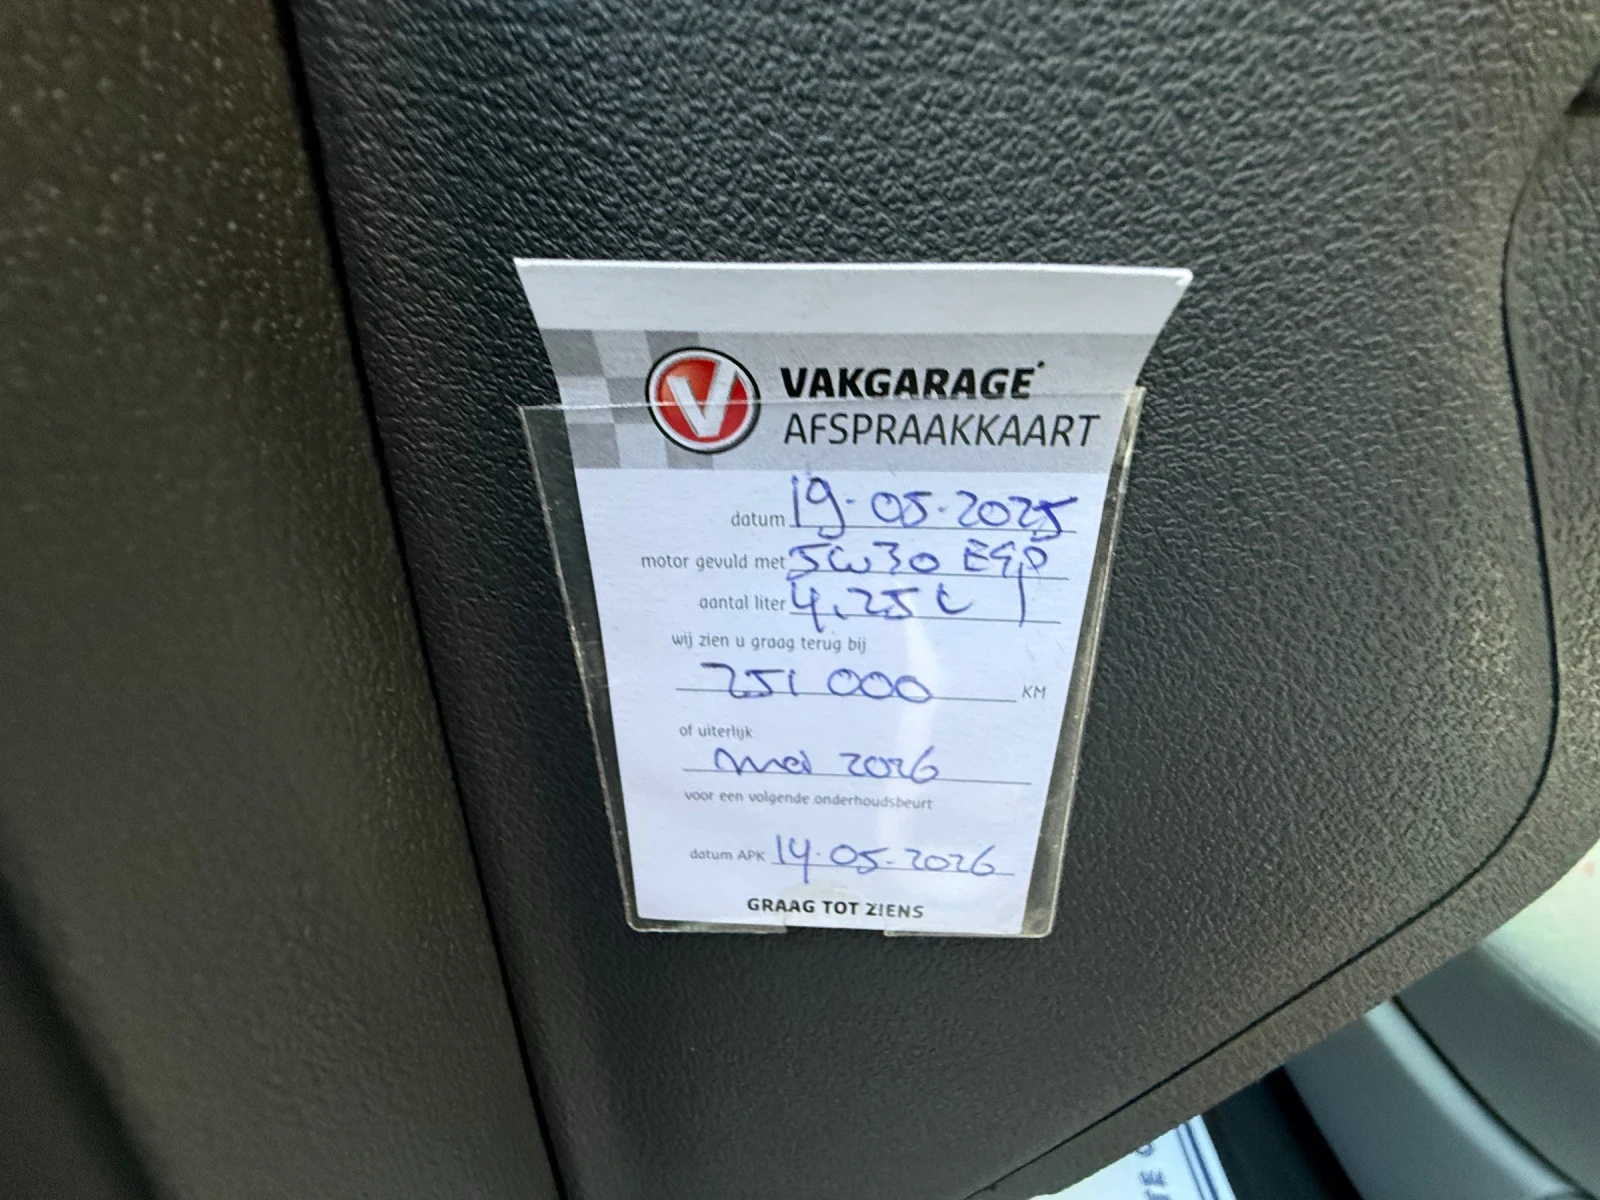 V VAKGARAGE
AFSPRAAKKAART
datum 19-05-2025
motor gevuld met 5W30
aantal liter 4,25 L
wij zien u graag terug bij
251 000 KM
of uiterlijk
mei 2026
voor een volgende onderhoudsbeurt
datum APK 14-05-2026
GRAAG TOT ZIENS